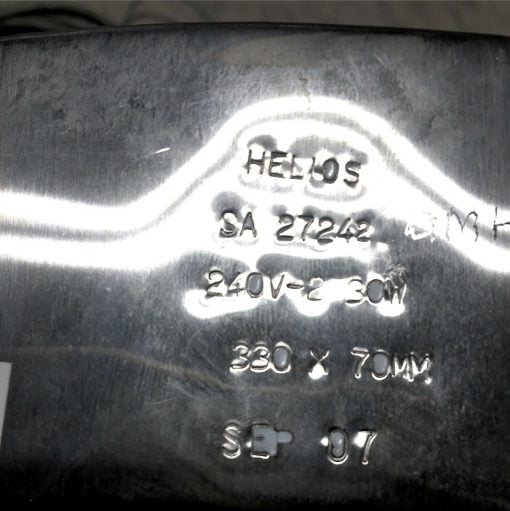 HELIOS
SA 27242
240V-2 30W
330 X 70MM
SEP 07